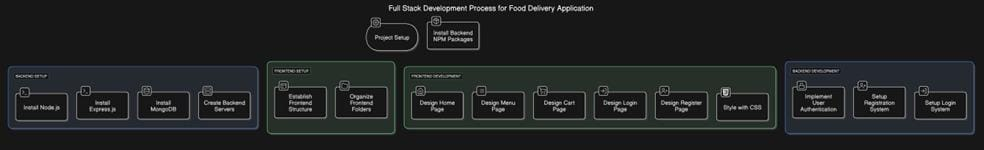 Full Stack Development Process for Food Delivery Application
Project Setup
Install Backend
NPM Packages
BACKEND SETUP
Install Node.js
Install
Express.js
Install
MongoDB
Create Backend
Servers
FRONTEND SETUP
Establish
Frontend
Structure
Organize
Frontend
Folders
FRONTEND DEVELOPMENT
Design Home
Page
Design Menu
Page
Design Cart
Page
Design Login
Page
Design Register
Page
Style with CSS
BACKEND DEVELOPMENT
Implement
User
Authentication
Setup
Registration
System
Setup Login
System